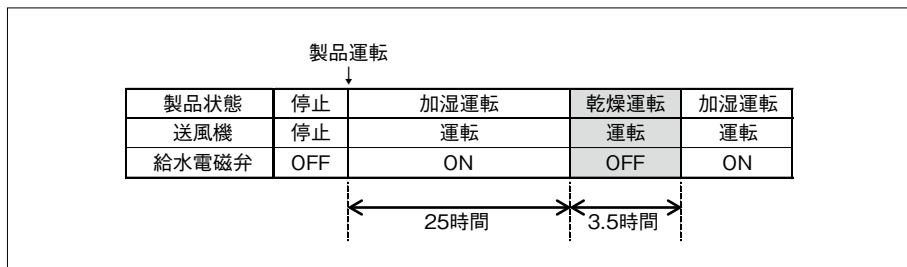 製品運転
製品状態 停止 加湿運転 乾燥運転 加湿運転
送風機 停止 運転 運転 運転
給水電磁弁 OFF ON OFF ON
25時間 3.5時間